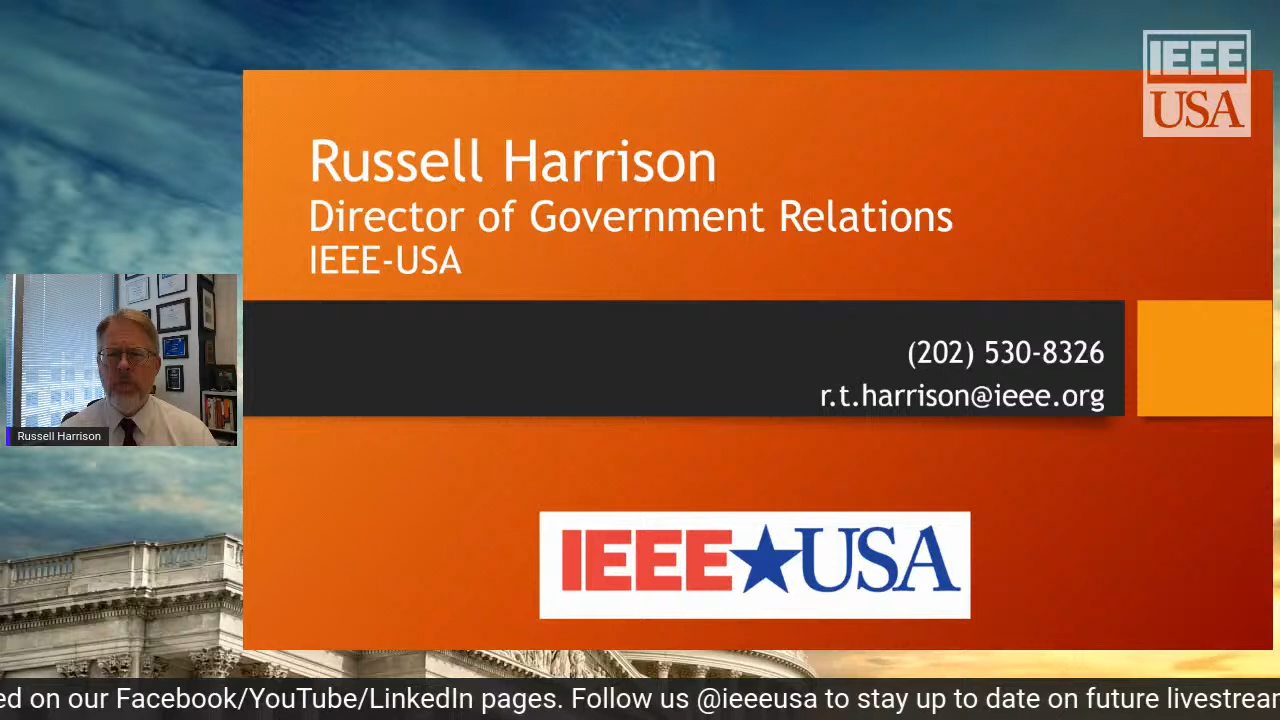 IEEE
USA
Russell Harrison
Director of Government Relations
IEEE-USA
(202) 530-8326
r.t.harrison@ieee.org
Russell Harrison
IEEE★USA
ed on our Facebook/YouTube/LinkedIn pages. Follow us @ieeeusa to stay up to date on future livestrear